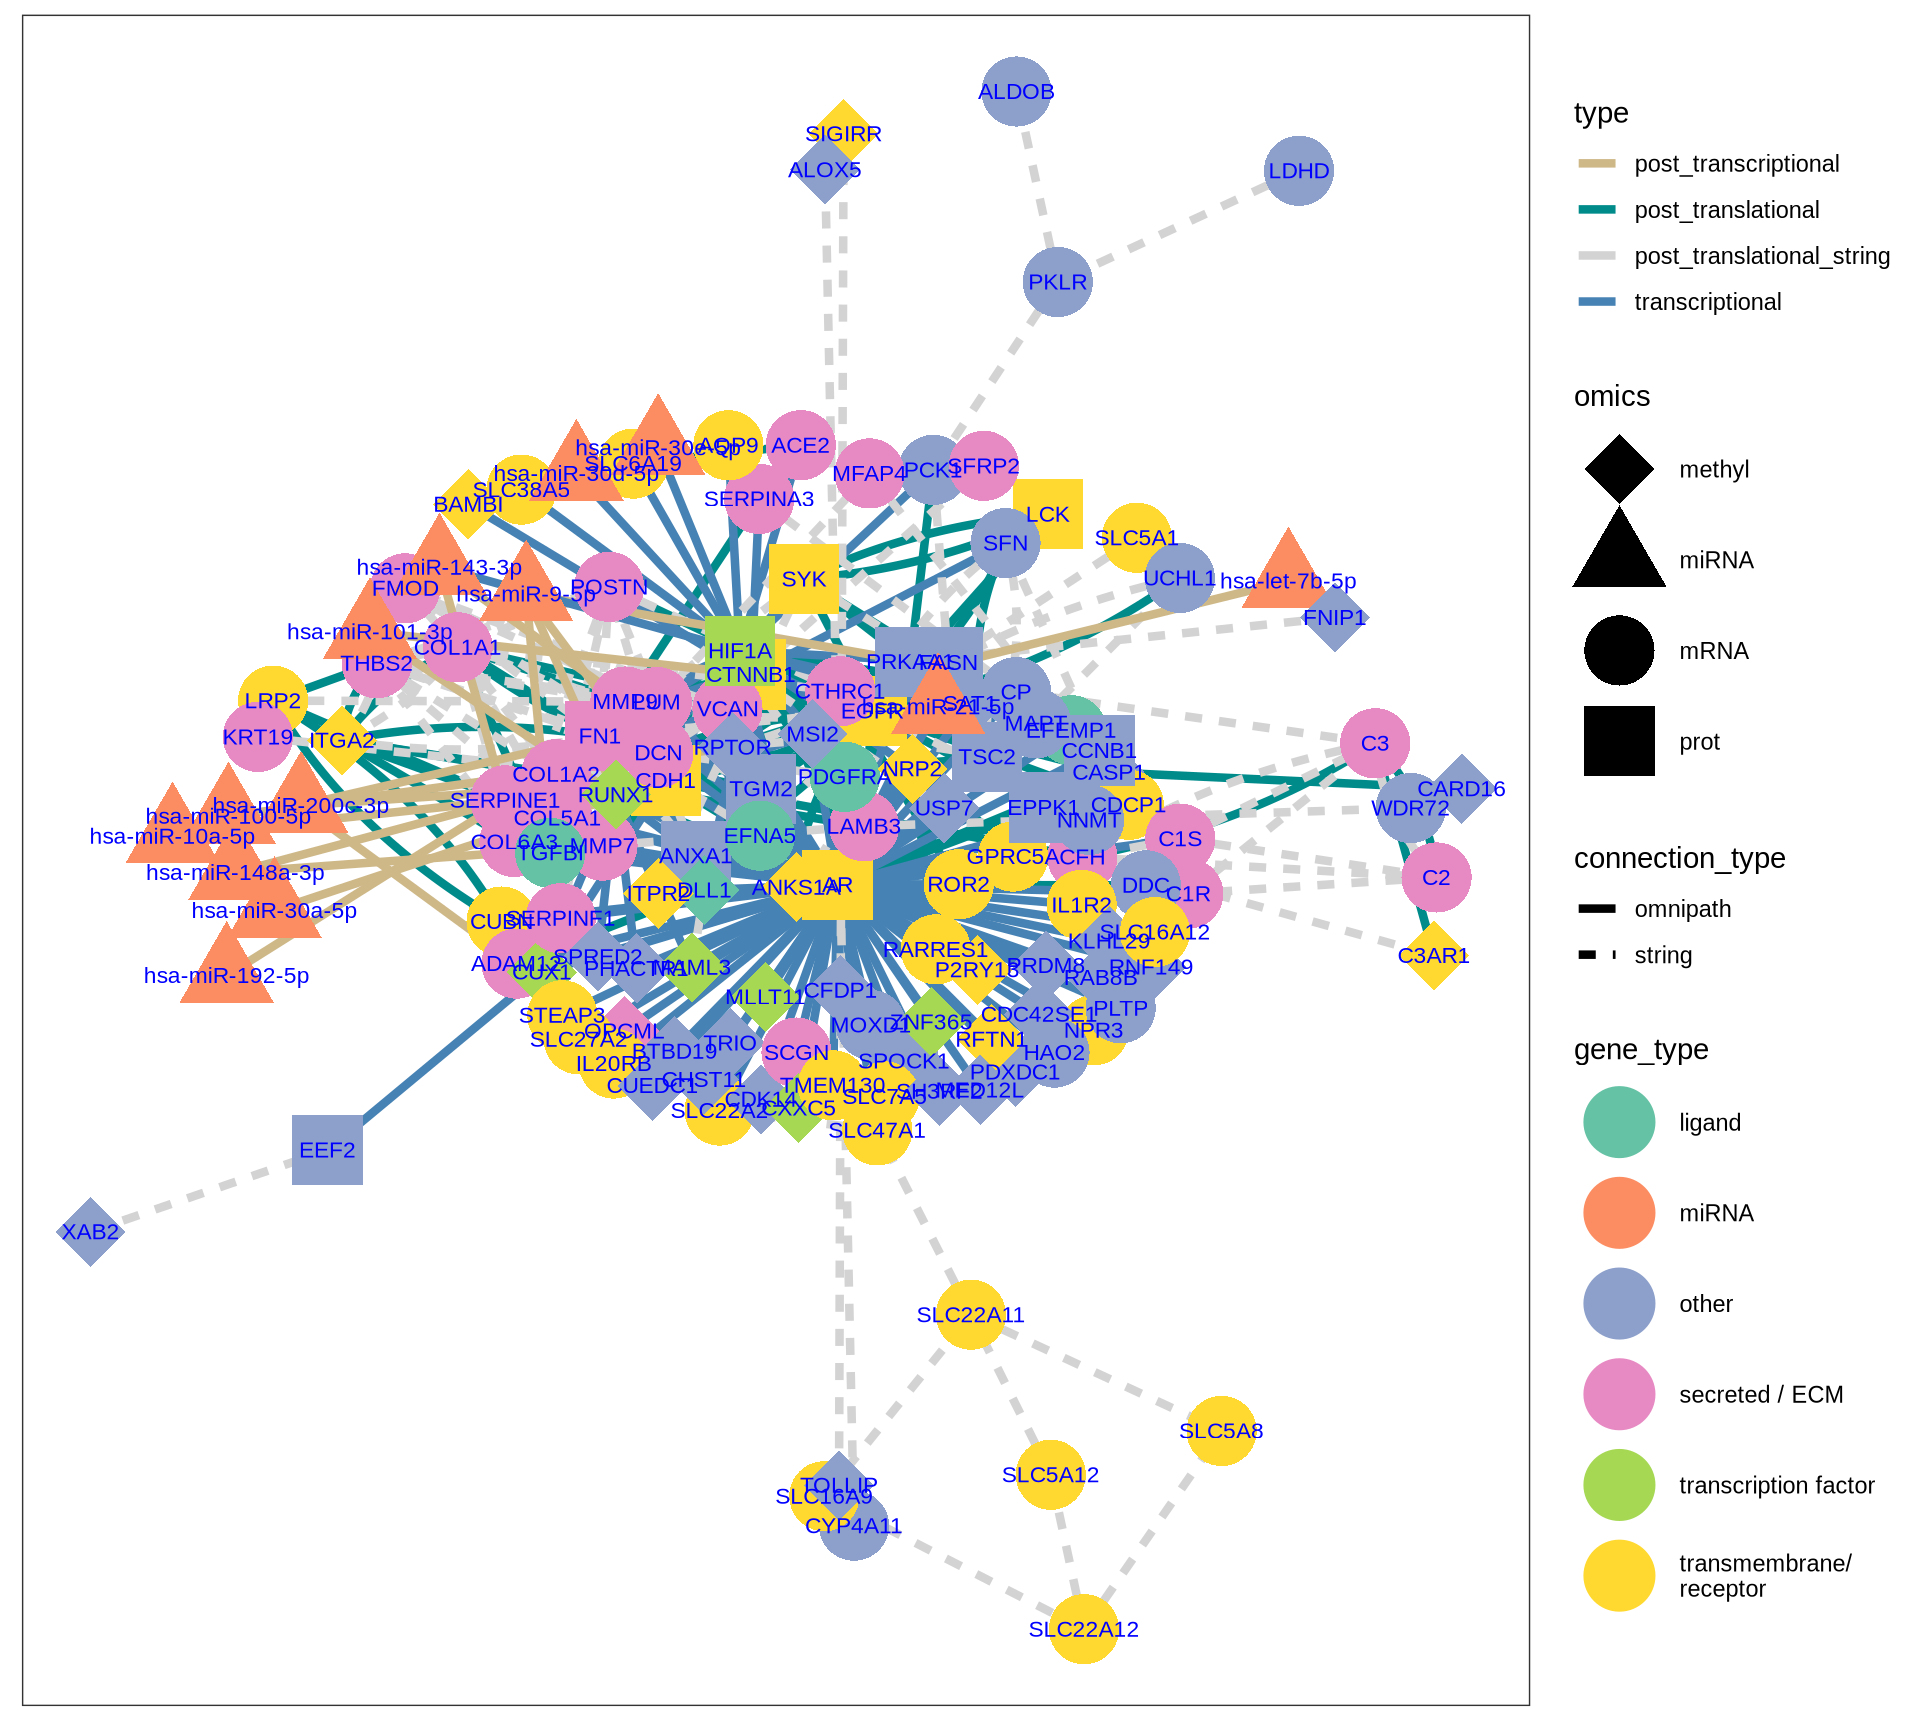 ALDOB
SIGIRR
ALOX5
LDHD
PKLR
hsa-miR-30e-5p
AQP9
ACE2
SLC6A19
hsa-miR-30d-5p
MFAP4
PCK1
SFRP2
SLC38A5
BAMBI
SERPINA3
LCK
SFN
SLC5A1
hsa-miR-143-3p
FMOD
hsa-miR-9-5p
POSTN
SYK
UCHL1
hsa-let-7b-5p
FNIP1
hsa-miR-101-3p
COL1A1
THBS2
HIF1A
CTNNB1
PRKAA1
FASN
LRP2
KRT19
ITGA2
MMP9
LUM
VCAN
CTHRC1
EGFR
hsa-miR-21-5p
SAT1
CP
MAPT
EFEMP1
FN1
DCN
RPTOR
MSI2
TSC2
CCNB1
CASP1
C3
COL1A2
CDH1
TGM2
PDGFRA
NRP2
CARD16
WDR72
hsa-miR-200c-3p
hsa-miR-100-5p
hsa-miR-10a-5p
SERPINE1
RUNX1
COL5A1
USP7
EPPK1
CDCP1
NNMT
COL6A3
TGFBI
MMP7
EFNA5
LAMB3
ANXA1
GPRC5A
CFH
C1S
hsa-miR-148a-3p
ITPR2
DLL1
ANKS1A
AR
ROR2
DDC
C1R
C2
hsa-miR-30a-5p
CUBN
SERPINF1
IL1R2
SLC16A12
KLHL29
hsa-miR-192-5p
ADAM12
CUX1
SPRED2
PHACTR1
MAML3
RARRES1
P2RY13
PRDM8
RNF149
RAB8B
C3AR1
MLLT11
CFDP1
STEAP3
OPCML
SLC27A2
MOXD1
ZNF365
CDC42SE1
PLTP
NPR3
RFTN1
BTBD19
TRIO
SCGN
HAO2
IL20RB
CUEDC1
CHST11
SPOCK1
PDXDC1
TMEM130
SLC7A5
SH3RF2
MED12L
SLC22A2
CDK14
CXXC5
SLC47A1
EEF2
XAB2
SLC22A11
SLC5A8
SLC5A12
TOLLIP
SLC16A9
CYP4A11
SLC22A12
type
post_transcriptional
post_translational
post_translational_string
transcriptional
omics
methyl
miRNA
mRNA
prot
connection_type
omnipath
string
gene_type
ligand
miRNA
other
secreted / ECM
transcription factor
transmembrane/
receptor